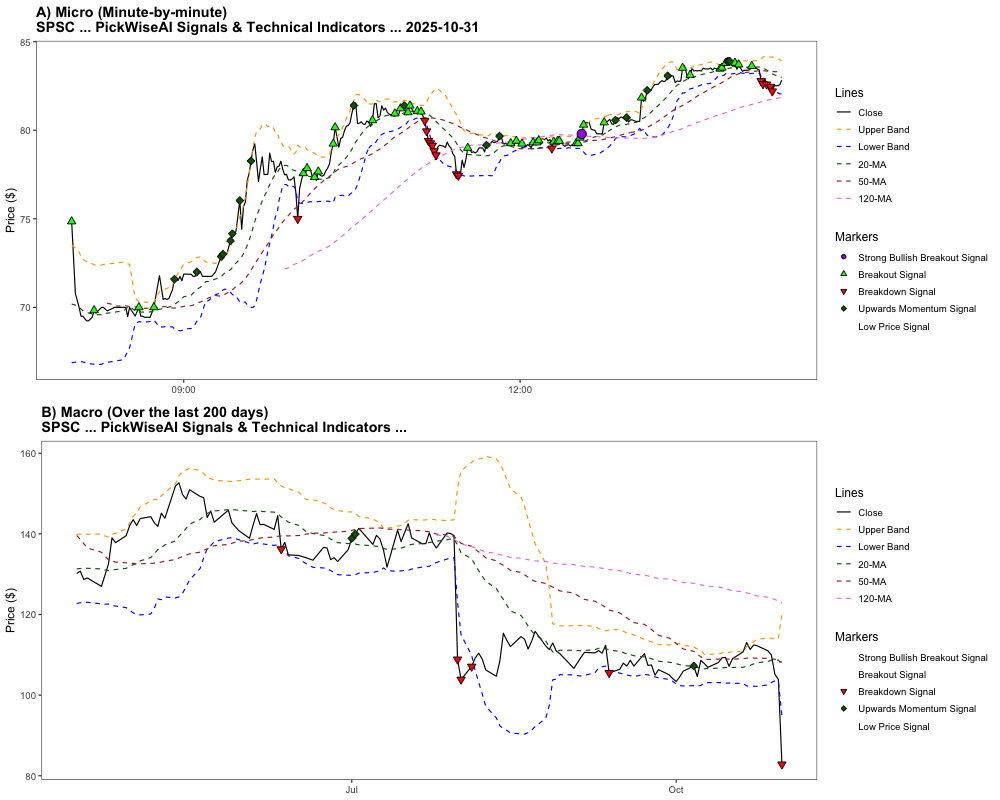 A) Micro (Minute-by-minute)
SPSC ... PickWiseAI Signals & Technical Indicators ... 2025-10-31
Price ($)
85
80
75
70
09:00
12:00
Lines
Close
Upper Band
Lower Band
20-MA
50-MA
120-MA
Markers
Strong Bullish Breakout Signal
Breakout Signal
Breakdown Signal
Upwards Momentum Signal
Low Price Signal
B) Macro (Over the last 200 days)
SPSC ... PickWiseAI Signals & Technical Indicators ...
Price ($)
160
140
120
100
80
Jul
Oct
Lines
Close
Upper Band
Lower Band
20-MA
50-MA
120-MA
Markers
Strong Bullish Breakout Signal
Breakout Signal
Breakdown Signal
Upwards Momentum Signal
Low Price Signal